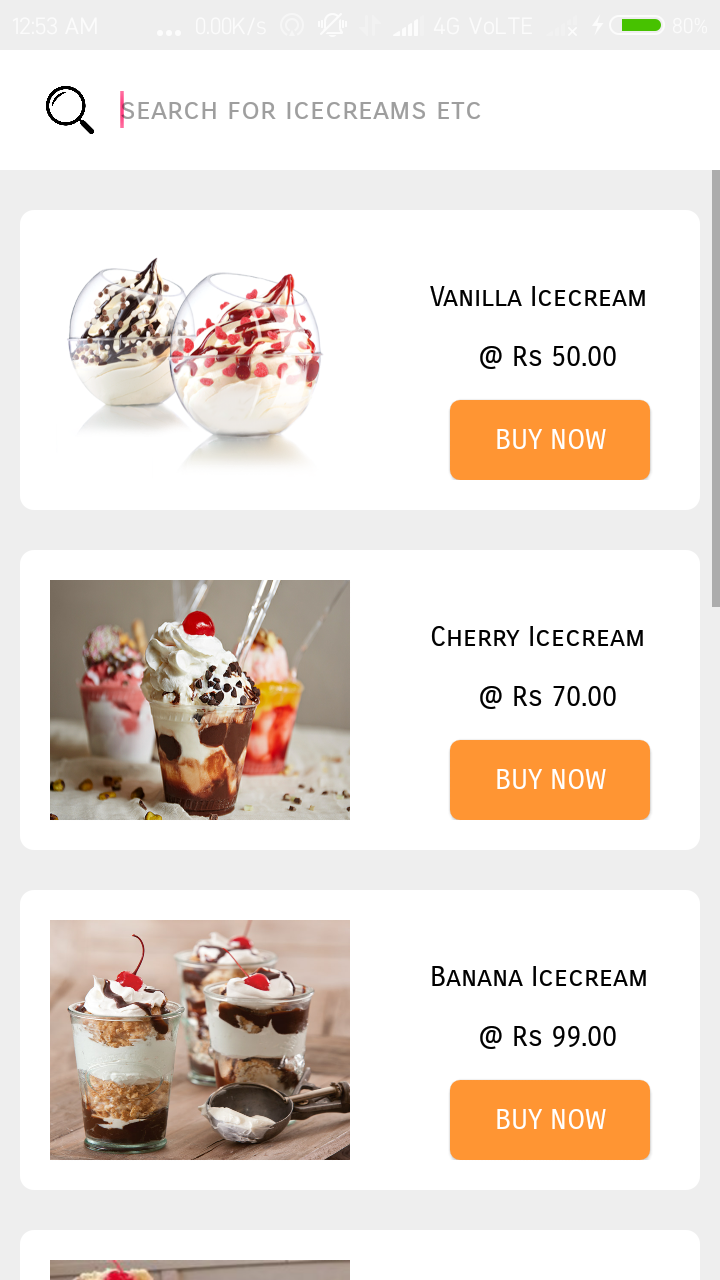 12:53 AM ... 0.00K/s 4G VoLTE 80%
SEARCH FOR ICECREAMS ETC
Vanilla Icecream
@ Rs 50.00
BUY NOW
Cherry Icecream
@ Rs 70.00
BUY NOW
Banana Icecream
@ Rs 99.00
BUY NOW